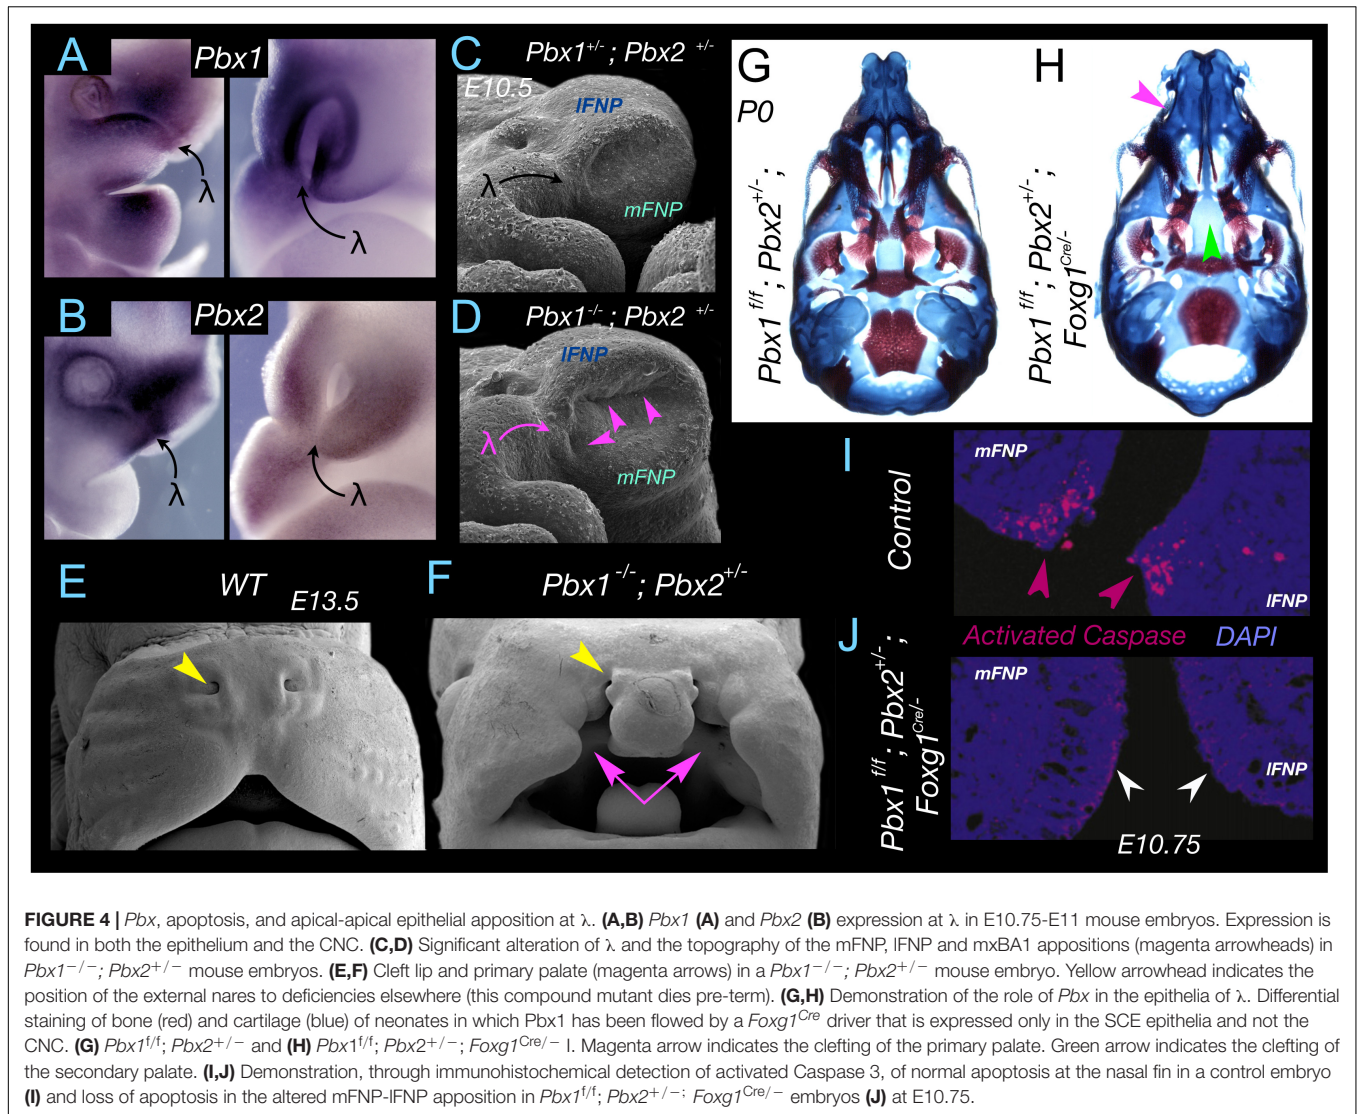 A
Pbx1
λ
λ
B
Pbx2
λ
λ
C
Pbx1+/-; Pbx2 +/-
E10.5
lFNP
λ
mFNP
D
Pbx1-/-; Pbx2 +/-
lFNP
λ
mFNP
E
WT
E13.5
F
Pbx1-/-; Pbx2+/-
G
P0
Pbx1 f/f; Pbx2+/-;
H
Pbx1 f/f; Pbx2+/-;
Foxg1Cre/-
I
Control
mFNP
lFNP
Activated Caspase DAPI
J
Pbx1 f/f; Pbx2+/-;
Foxg1Cre/-
mFNP
lFNP
E10.75
FIGURE 4 | Pbx, apoptosis, and apical-apical epithelial apposition at λ. (A,B) Pbx1 (A) and Pbx2 (B) expression at λ in E10.75-E11 mouse embryos. Expression is
found in both the epithelium and the CNC. (C,D) Significant alteration of λ and the topography of the mFNP, lFNP and mxBA1 appositions (magenta arrowheads) in
Pbx1−/−; Pbx2+/− mouse embryos. (E,F) Cleft lip and primary palate (magenta arrows) in a Pbx1−/−; Pbx2+/− mouse embryo. Yellow arrowhead indicates the
position of the external nares to deficiencies elsewhere (this compound mutant dies pre-term). (G,H) Demonstration of the role of Pbx in the epithelia of λ. Differential
staining of bone (red) and cartilage (blue) of neonates in which Pbx1 has been flowed by a Foxg1Cre driver that is expressed only in the SCE epithelia and not the
CNC. (G) Pbx1f/f; Pbx2+/− and (H) Pbx1f/f; Pbx2+/−; Foxg1Cre/− l. Magenta arrow indicates the clefting of the primary palate. Green arrow indicates the clefting of
the secondary palate. (I,J) Demonstration, through immunohistochemical detection of activated Caspase 3, of normal apoptosis at the nasal fin in a control embryo
(I) and loss of apoptosis in the altered mFNP-lFNP apposition in Pbx1f/f; Pbx2+/−; Foxg1Cre/− embryos (J) at E10.75.